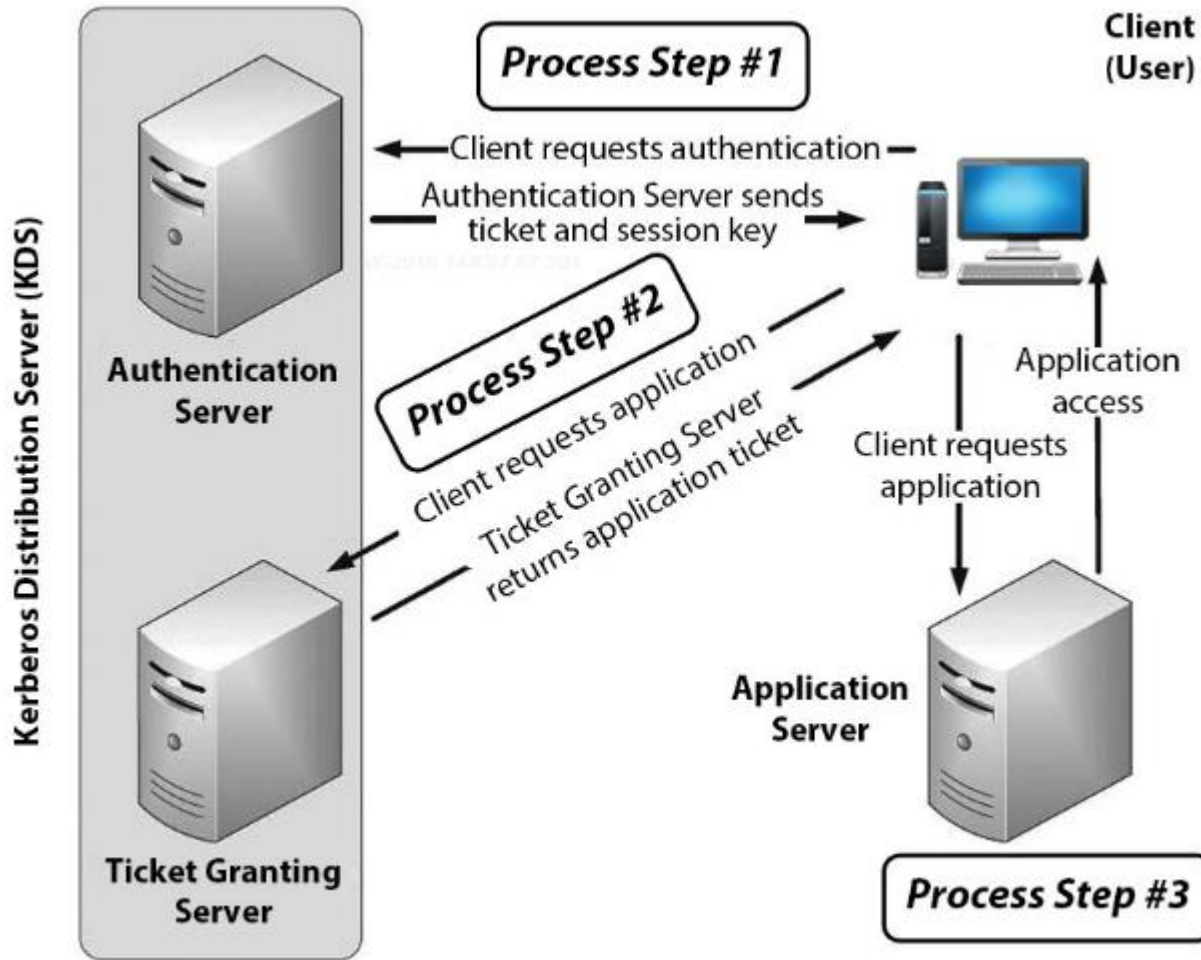 Client
(User)
Process Step #1
Client requests authentication
Authentication Server sends
ticket and session key
Kerberos Distribution Server (KDS)
Authentication
Server
Process Step #2
Client requests application
Ticket Granting Server
returns application ticket
Application
access
Client requests
application
Application
Server
Ticket Granting
Server
Process Step #3